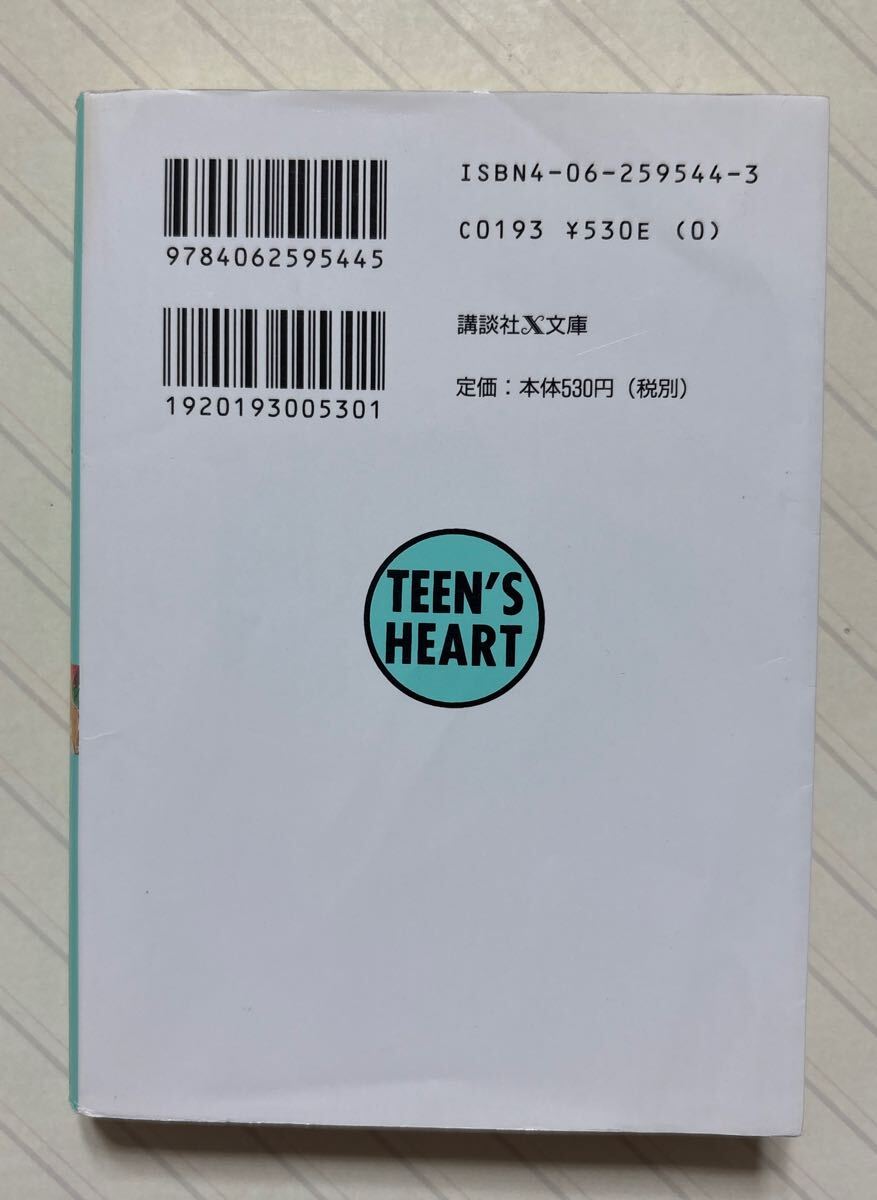 9784062595445
1920193005301
ISBN4-06-259544-3
C0193 ¥530E (0)
講談社X文庫
定価：本体530円（税別）
TEEN'S
HEART